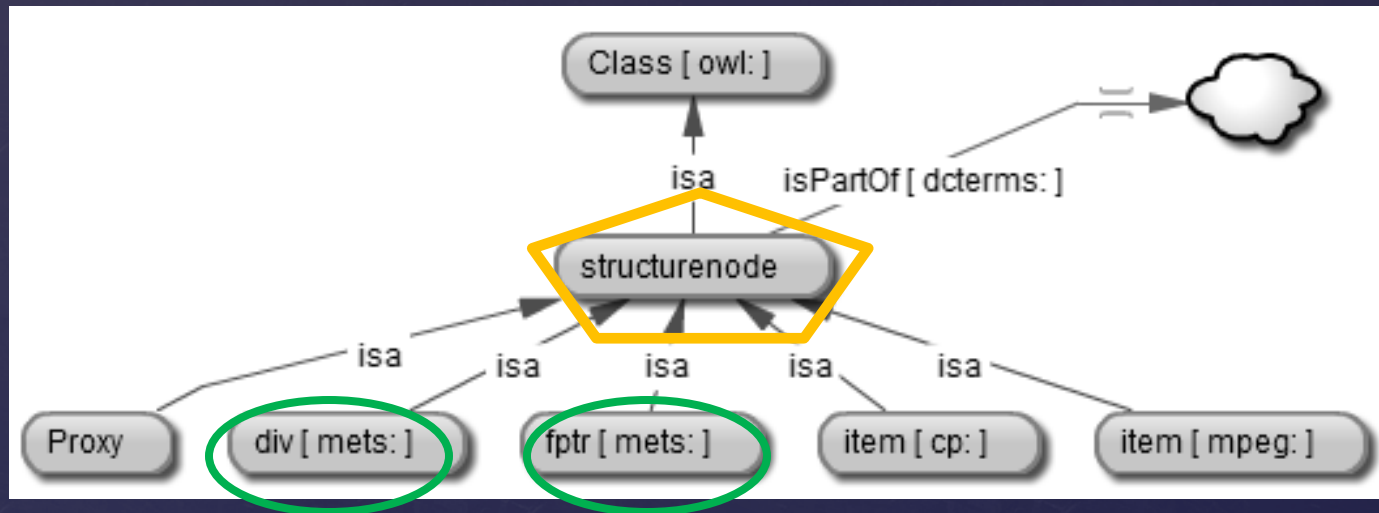 Class [ owl: ]
isa
isPartOf [ dcterms: ]
structurenode
isa
isa
isa
isa
isa
Proxy
div [ mets: ]
fptr [ mets: ]
item [ cp: ]
item [ mpeg: ]